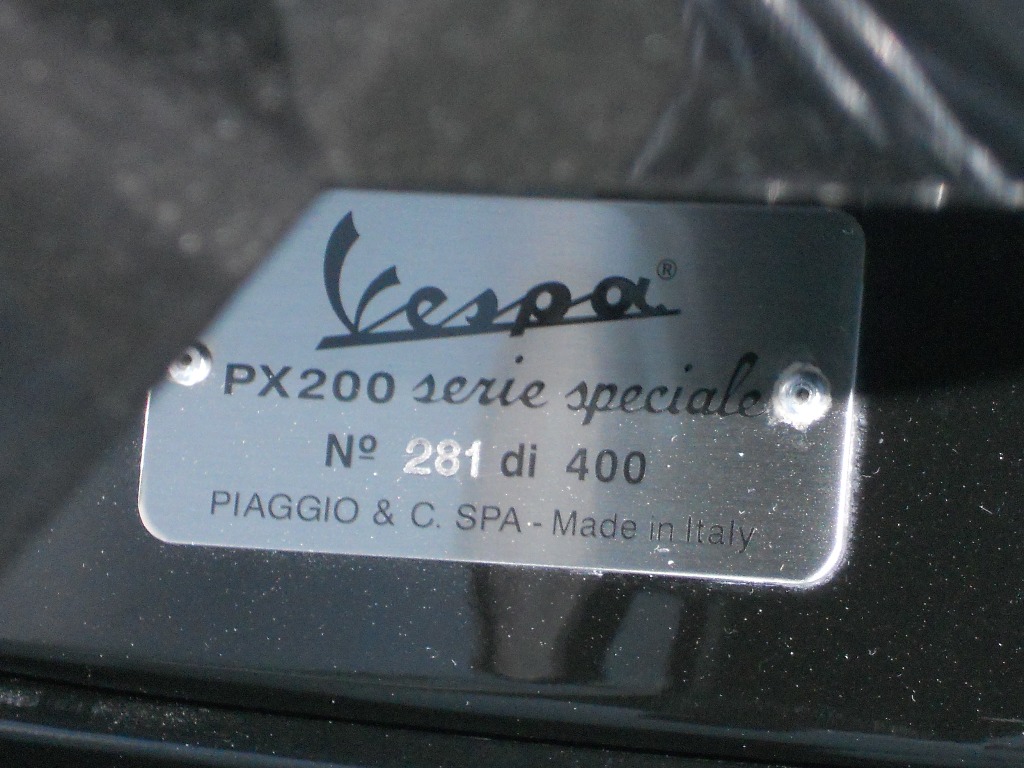 Vespa®
PX200 serie speciale
Nº 281 di 400
PIAGGIO & C. SPA - Made in Italy